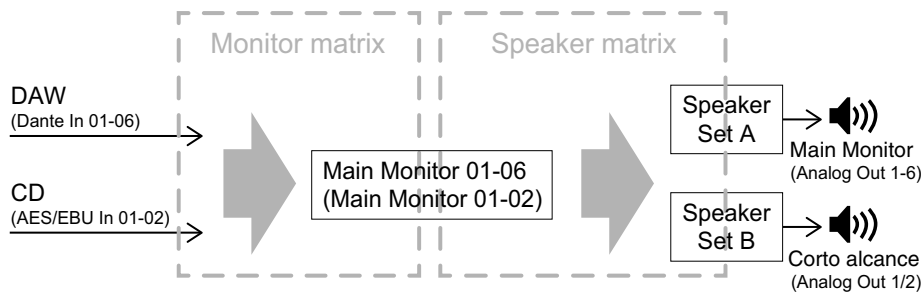 Monitor matrix
Speaker matrix
DAW
(Dante In 01-06)
CD
(AES/EBU In 01-02)
Main Monitor 01-06
(Main Monitor 01-02)
Speaker
Set A
Main Monitor
(Analog Out 1-6)
Speaker
Set B
Corto alcance
(Analog Out 1/2)